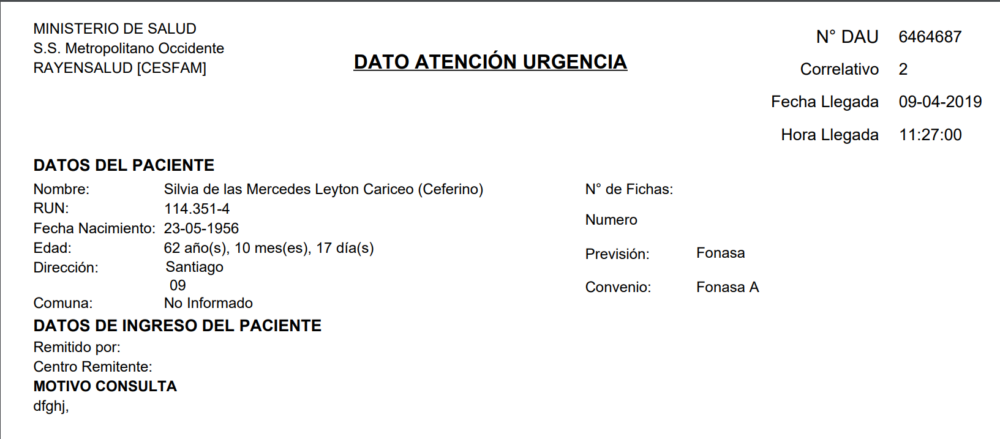 MINISTERIO DE SALUD
S.S. Metropolitano Occidente
RAYENSALUD [CESFAM]
DATO ATENCIÓN URGENCIA
N° DAU 6464687
Correlativo 2
Fecha Llegada 09-04-2019
Hora Llegada 11:27:00
DATOS DEL PACIENTE
Nombre: Silvia de las Mercedes Leyton Cariceo (Ceferino)
RUN: 114.351-4
Fecha Nacimiento: 23-05-1956
Edad: 62 año(s), 10 mes(es), 17 día(s)
Dirección: Santiago
09
Comuna: No Informado
N° de Fichas:
Numero
Previsión: Fonasa
Convenio: Fonasa A
DATOS DE INGRESO DEL PACIENTE
Remitido por:
Centro Remitente:
MOTIVO CONSULTA
dfghj,